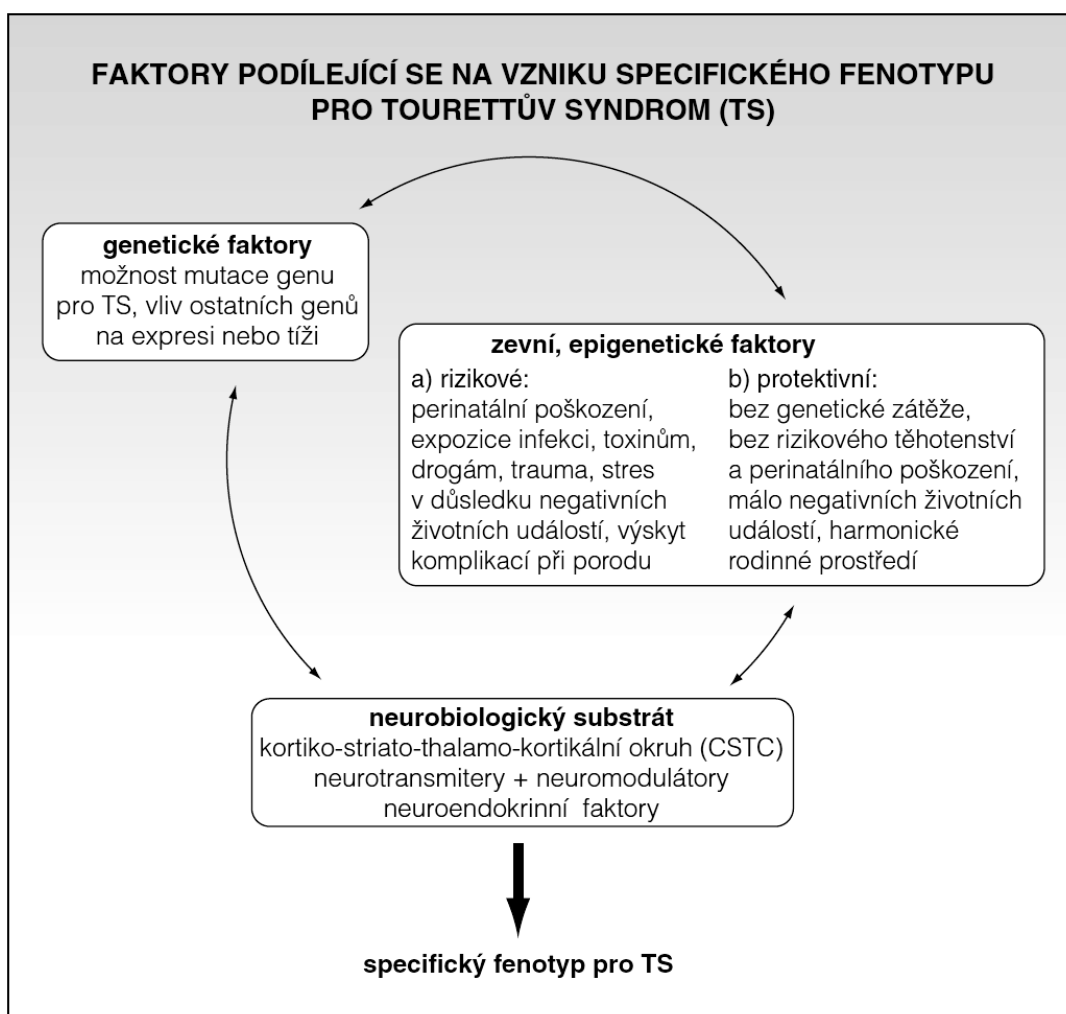 FAKTORY PODÍLEJÍCÍ SE NA VZNIKU SPECIFICKÉHO FENOTYPU
PRO TOURETTŮV SYNDROM (TS)
genetické faktory
možnost mutace genu
pro TS, vliv ostatních genů
na expresi nebo tíži
zevní, epigenetické faktory
a) rizikové:
perinatální poškození,
expozice infekci, toxinům,
drogám, trauma, stres
v důsledku negativních
životních událostí, výskyt
komplikací při porodu
b) protektivní:
bez genetické zátěže,
bez rizikového těhotenství
a perinatálního poškození,
málo negativních životních
událostí, harmonické
rodinné prostředí
neurobiologický substrát
kortiko-striato-thalamo-kortikální okruh (CSTC)
neurotransmitery + neuromodulátory
neuroendokrinní faktory
specifický fenotyp pro TS